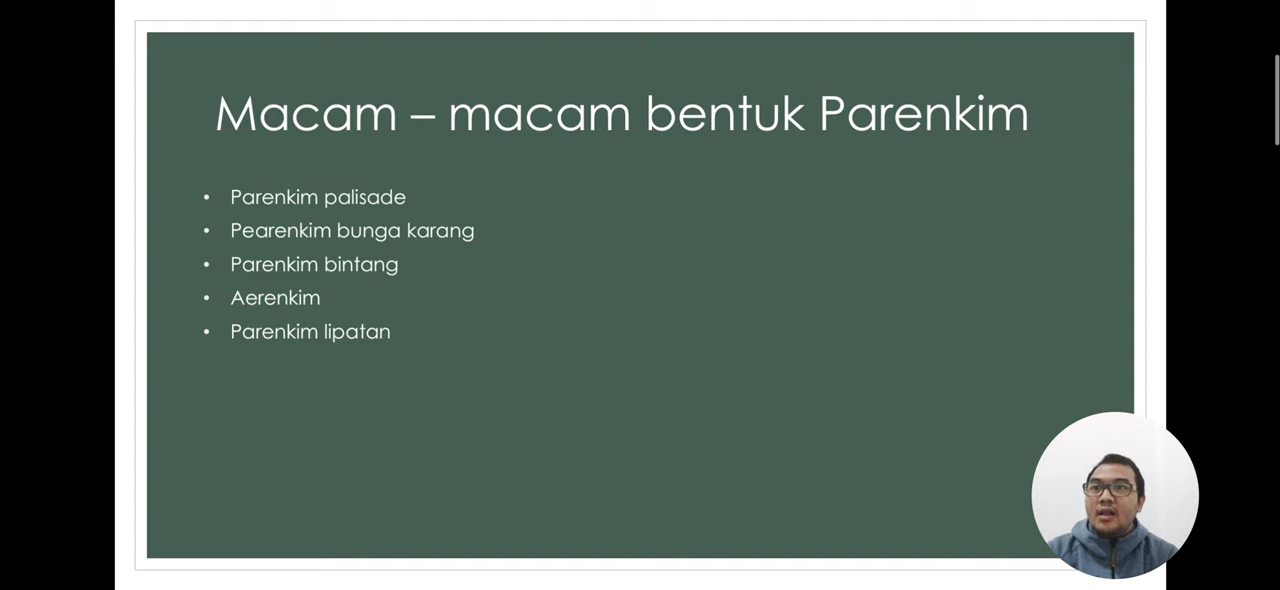 Macam – macam bentuk Parenkim
• Parenkim palisade
• Pearenkim bunga karang
• Parenkim bintang
• Aerenkim
• Parenkim lipatan